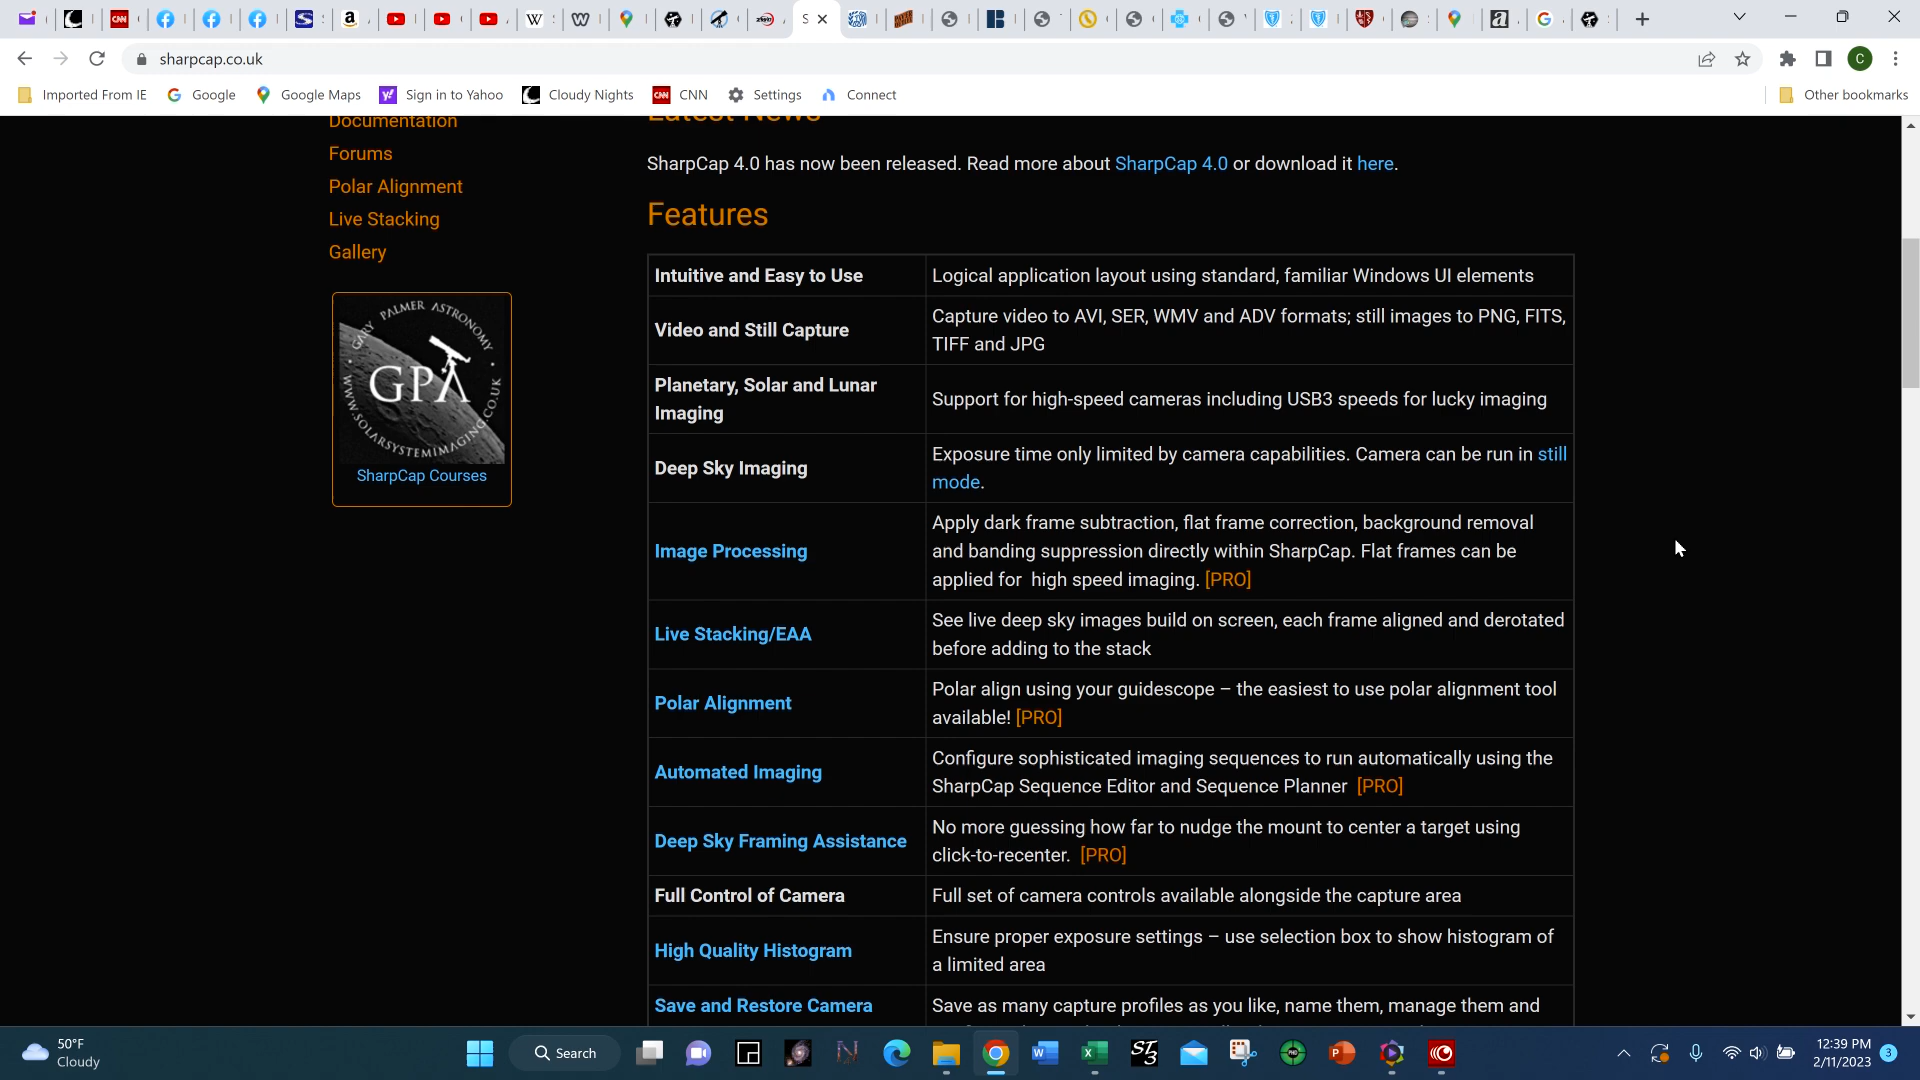 sharpcap.co.uk
Imported From IE
Google
Google Maps
Sign in to Yahoo
Cloudy Nights
CNN
Settings
Connect
Other bookmarks
Documentation
Forums
Polar Alignment
Live Stacking
Gallery
GARY PALMER ASTRONOMY
GPA
WWW.SOLARSYSTEMIMAGING.CO.UK
SharpCap Courses
Latest News
SharpCap 4.0 has now been released. Read more about SharpCap 4.0 or download it here.
Features
Intuitive and Easy to Use
Logical application layout using standard, familiar Windows UI elements
Video and Still Capture
Capture video to AVI, SER, WMV and ADV formats; still images to PNG, FITS,
TIFF and JPG
Planetary, Solar and Lunar
Imaging
Support for high-speed cameras including USB3 speeds for lucky imaging
Deep Sky Imaging
Exposure time only limited by camera capabilities. Camera can be run in still
mode.
Image Processing
Apply dark frame subtraction, flat frame correction, background removal
and banding suppression directly within SharpCap. Flat frames can be
applied for  high speed imaging. [PRO]
Live Stacking/EAA
See live deep sky images build on screen, each frame aligned and derotated
before adding to the stack
Polar Alignment
Polar align using your guidescope – the easiest to use polar alignment tool
available! [PRO]
Automated Imaging
Configure sophisticated imaging sequences to run automatically using the
SharpCap Sequence Editor and Sequence Planner  [PRO]
Deep Sky Framing Assistance
No more guessing how far to nudge the mount to center a target using
click-to-recenter.  [PRO]
Full Control of Camera
Full set of camera controls available alongside the capture area
High Quality Histogram
Ensure proper exposure settings – use selection box to show histogram of
a limited area
Save and Restore Camera
Save as many capture profiles as you like, name them, manage them and
50°F
Cloudy
Search
12:39 PM
2/11/2023
3